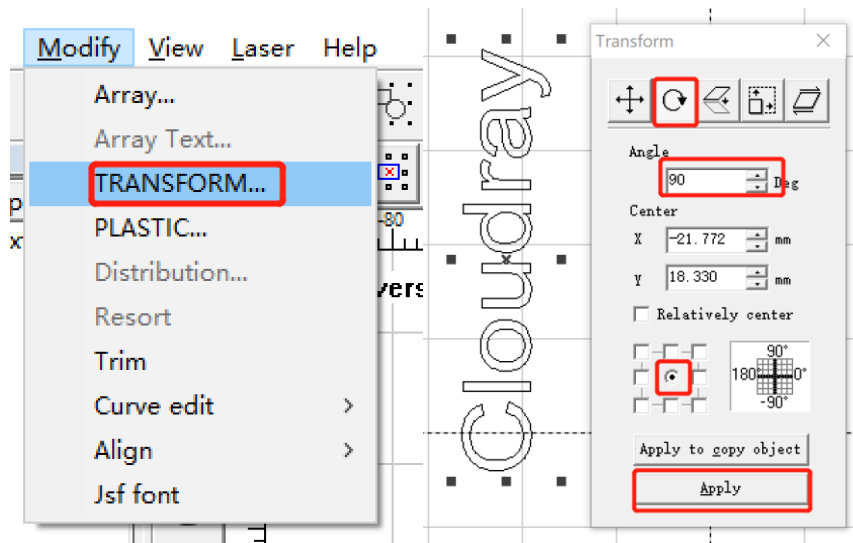 Modify View Laser Help
Array...
Array Text...
TRANSFORM...
PLASTIC...
Distribution...
Resort
Trim
Curve edit
Align
Jsf font
-80
Cloudray
Transform
Angle
90 Deg
Center
X -21.772 mm
Y 18.330 mm
Relatively center
90°
180° 0°
-90°
Apply to copy object
Apply